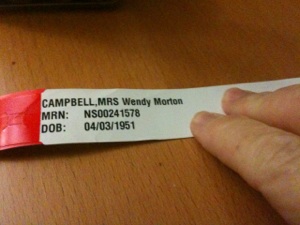 CAMPBELL,MRS Wendy Morton
MRN: NS00241578
DOB: 04/03/1951